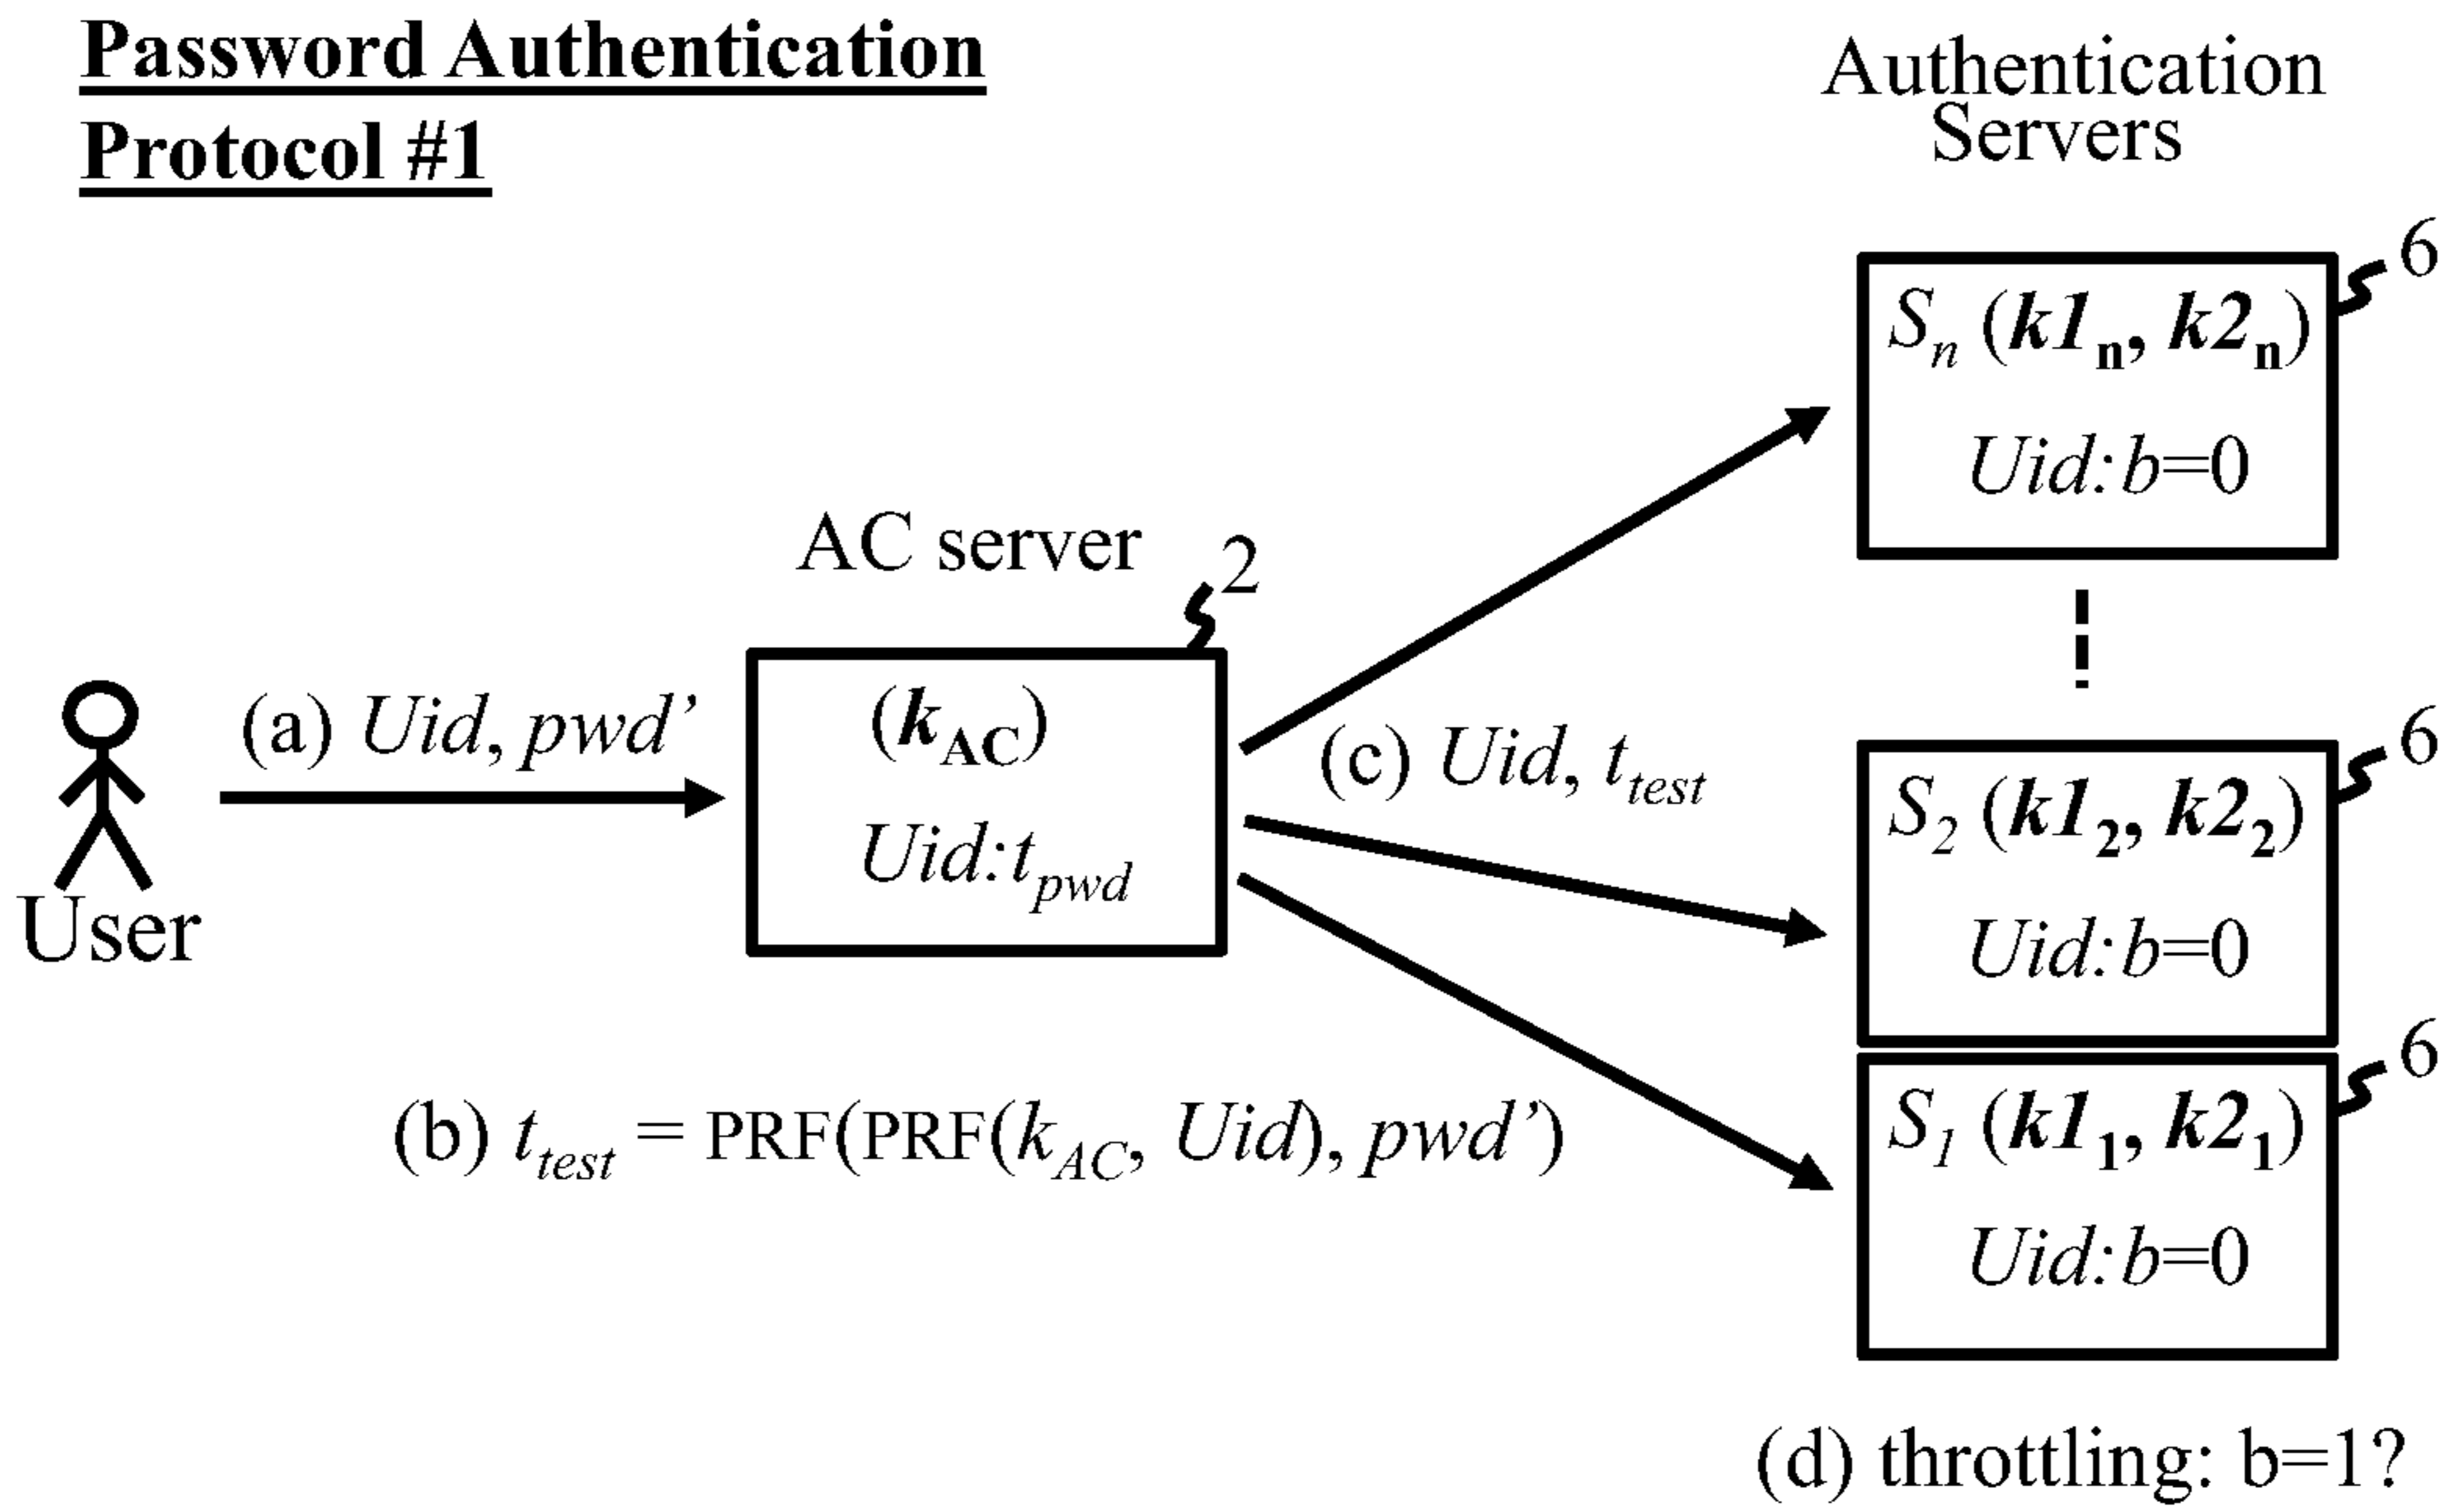 Password Authentication
Protocol #1
Authentication
Servers
6
Sn (k1n, k2n)
Uid: b=0
AC server
2
(kAC)
Uid:tpwd
User
(a) Uid, pwd’
(b) ttest = PRF(PRF(kAC, Uid), pwd’)
(c) Uid, ttest
6
S2 (k12, k22)
Uid: b=0
6
S1 (k11, k21)
Uid: b=0
(d) throttling: b=1?